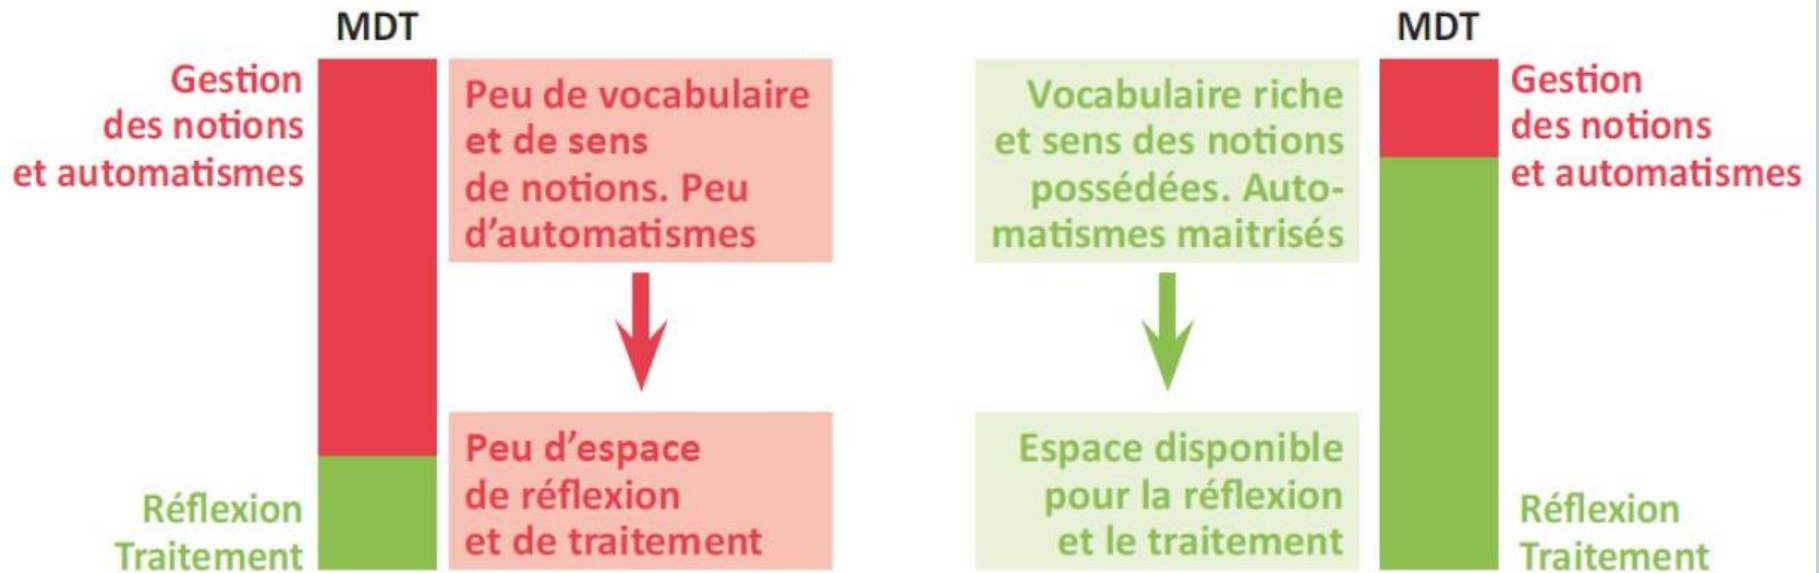 MDT
Gestion
des notions
et automatismes
Peu de vocabulaire
et de sens
de notions. Peu
d’automatismes
Peu d’espace
de réflexion
et de traitement
Réflexion
Traitement
MDT
Vocabulaire riche
et sens des notions
possédées. Auto-
matismes maitrisés
Gestion
des notions
et automatismes
Espace disponible
pour la réflexion
et le traitement
Réflexion
Traitement